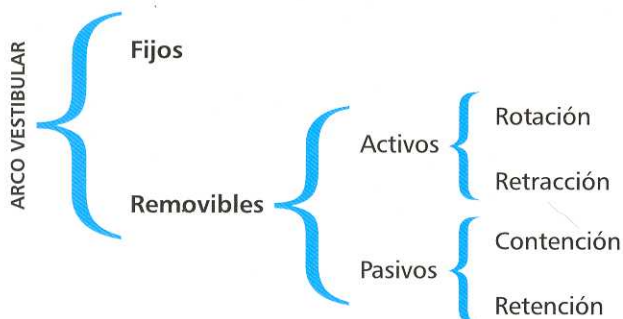 ARCO VESTIBULAR
Fijos
Removibles
Activos
Rotación
Retracción
Pasivos
Contención
Retención